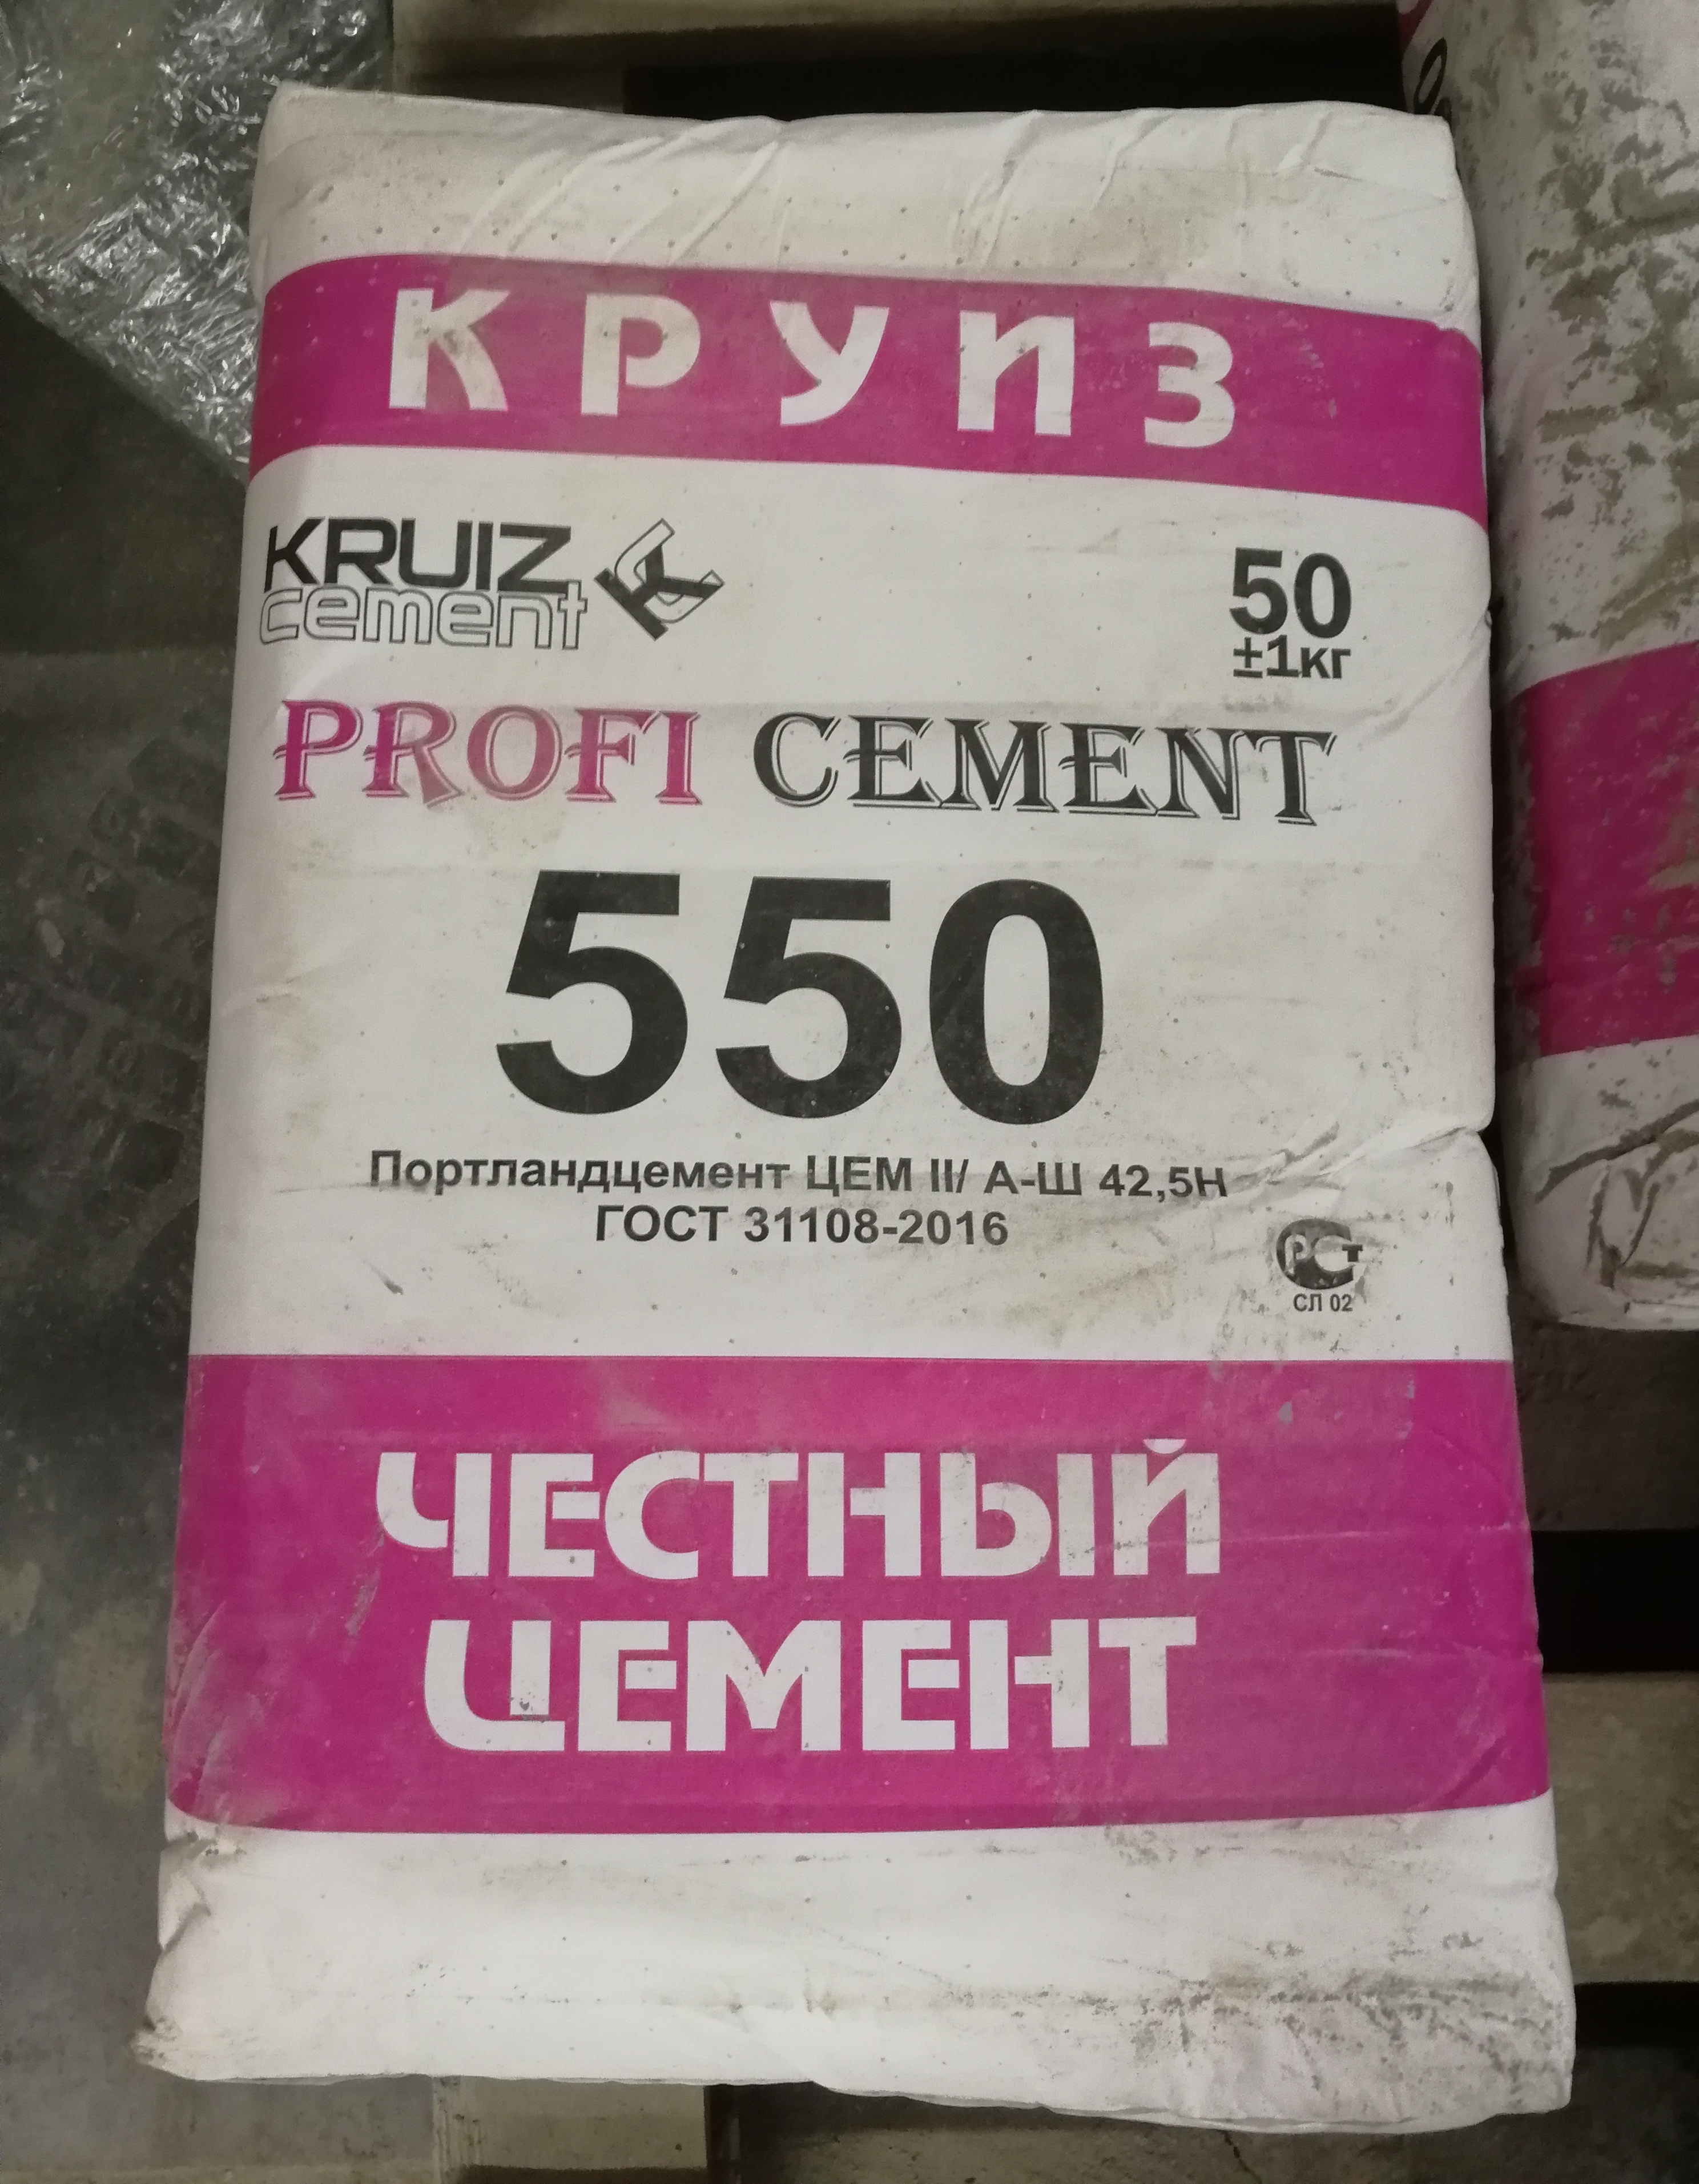 КРУИЗ
KRUIZ
cement
50
±1кг
PROFI CEMENT
550
Портландцемент ЦЕМ II/ А-Ш 42,5Н
ГОСТ 31108-2016
РСТ
СЛ 02
ЧЕСТНЫЙ
ЦЕМЕНТ